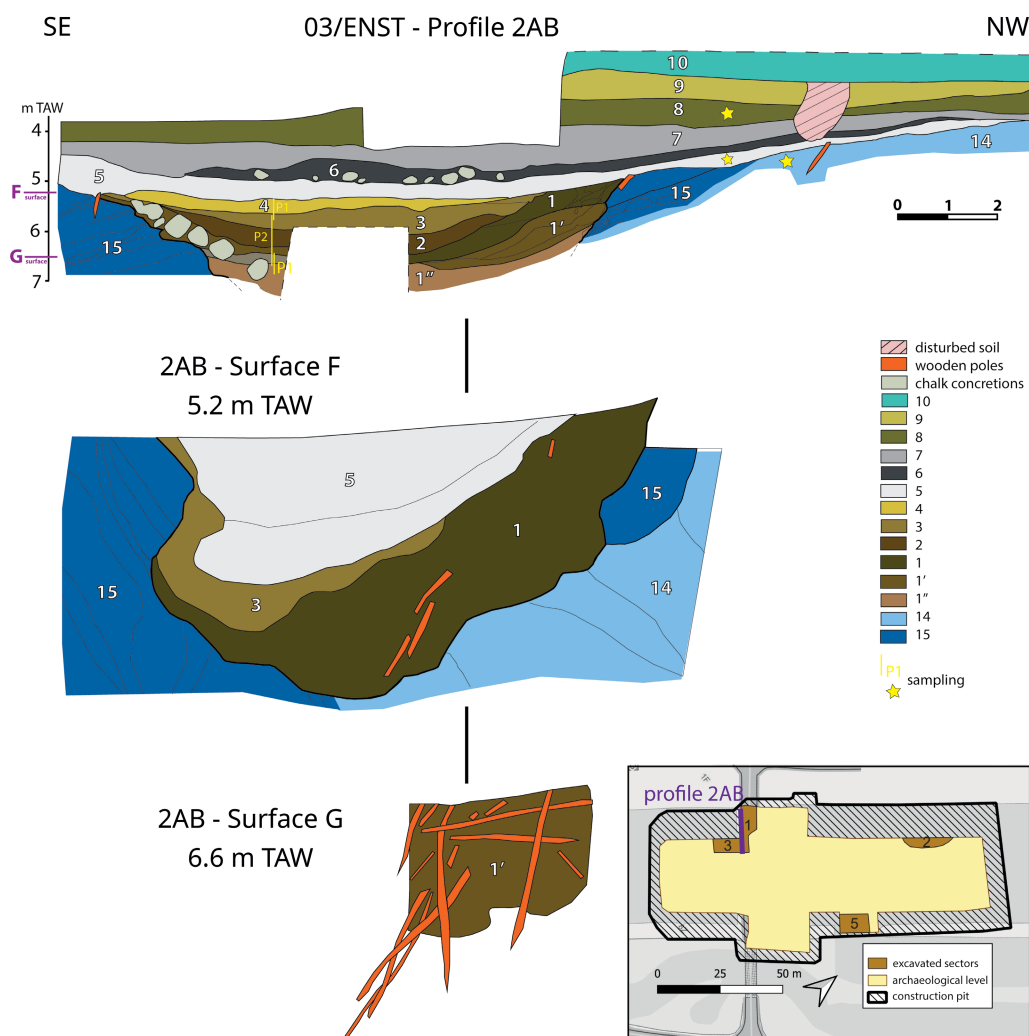 SE
03/ENST - Profile 2AB
NW
m TAW
4
5
6
7
F
surface
G
surface
10
9
8
7
6
5
4
3
2
1
1'
1''
14
15
15
P1
P2
P1
0 1 2
2AB - Surface F
5.2 m TAW
5
1
15
15
14
3
2AB - Surface G
6.6 m TAW
1'
disturbed soil
wooden poles
chalk concretions
10
9
8
7
6
5
4
3
2
1
1'
1''
14
15
P1
sampling
profile 2AB
1
3
2
5
0 25 50 m
excavated sectors
archaeological level
construction pit